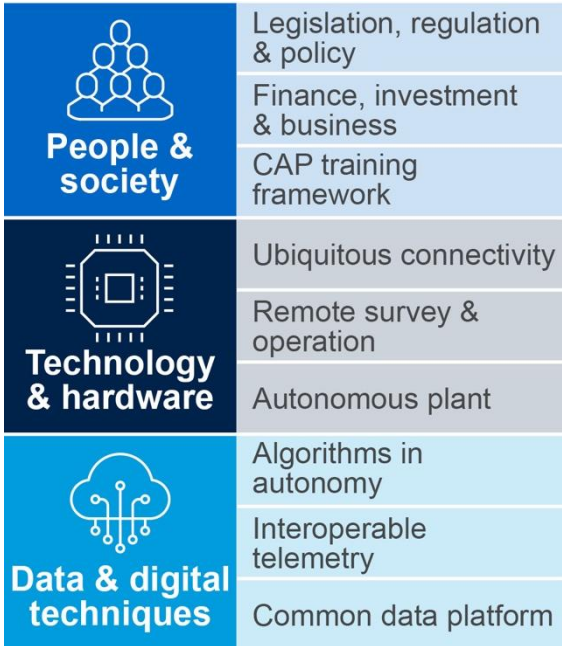 People &
society
Legislation, regulation
& policy
Finance, investment
& business
CAP training
framework
Technology
& hardware
Ubiquitous connectivity
Remote survey &
operation
Autonomous plant
Data & digital
techniques
Algorithms in
autonomy
Interoperable
telemetry
Common data platform